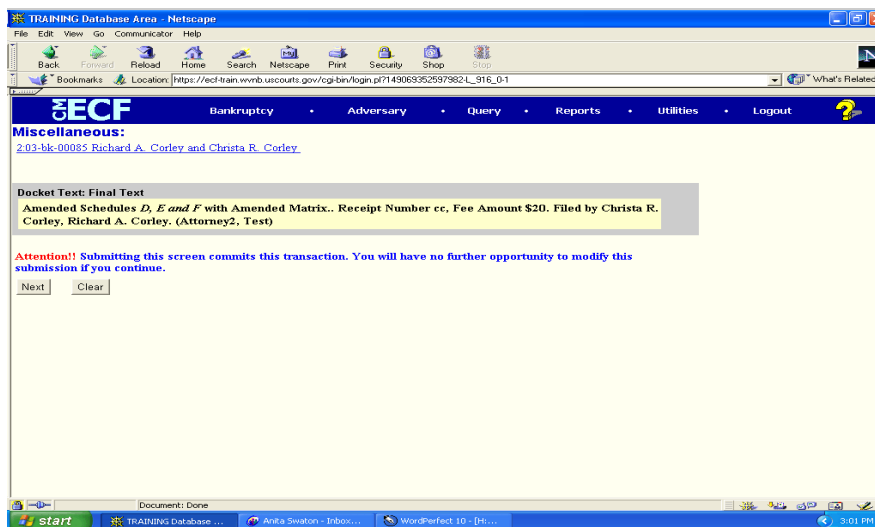 TRAINING Database Area - Netscape
File Edit View Go Communicator Help
Back Forward Reload Home Search Netscape Print Security Shop Stop
Bookmarks Location: https://ecf-train.wvnb.uscourts.gov/cgi-bin/login.pl?149069352597982-L_916_0-1 What's Related
CM ECF Bankruptcy • Adversary • Query • Reports • Utilities • Logout ?
Miscellaneous:
2:03-bk-00085 Richard A. Corley and Christa R. Corley
Docket Text: Final Text
Amended Schedules D, E and F with Amended Matrix.. Receipt Number cc, Fee Amount $20. Filed by Christa R.
Corley, Richard A. Corley. (Attorney2, Test)
Attention!! Submitting this screen commits this transaction. You will have no further opportunity to modify this
submission if you continue.
Next Clear
Document: Done
start TRAINING Database ... Anita Swaton - Inbox... WordPerfect 10 - [H:... 3:01 PM